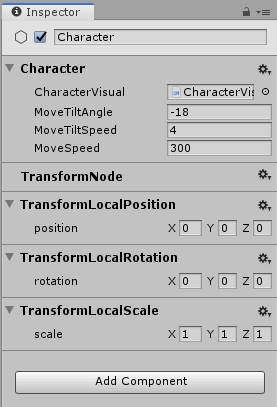 Inspector
Character
Character
CharacterVisual CharacterVis
MoveTiltAngle -18
MoveTiltSpeed 4
MoveSpeed 300
TransformNode
TransformLocalPosition
position X 0 Y 0 Z 0
TransformLocalRotation
rotation X 0 Y 0 Z 0
TransformLocalScale
scale X 1 Y 1 Z 1
Add Component